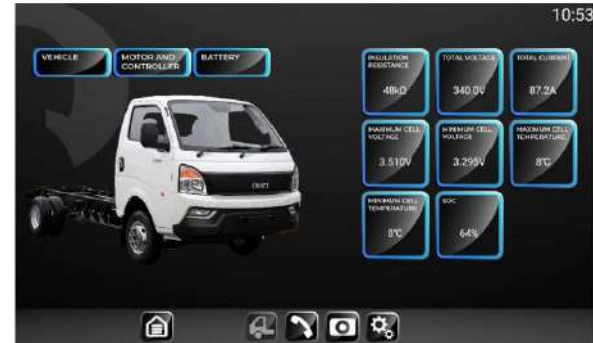 10:53
VEHICLE
MOTOR AND
CONTROLLER
BATTERY
INSULATION
RESISTANCE
48kΩ
TOTAL VOLTAGE
340.0V
TOTAL CURRENT
87.2A
MAXIMUM CELL
VOLTAGE
3.510V
MINIMUM CELL
VOLTAGE
3.295V
MAXIMUM CELL
TEMPERATURE
8℃
MINIMUM CELL
TEMPERATURE
8℃
SOC
64%